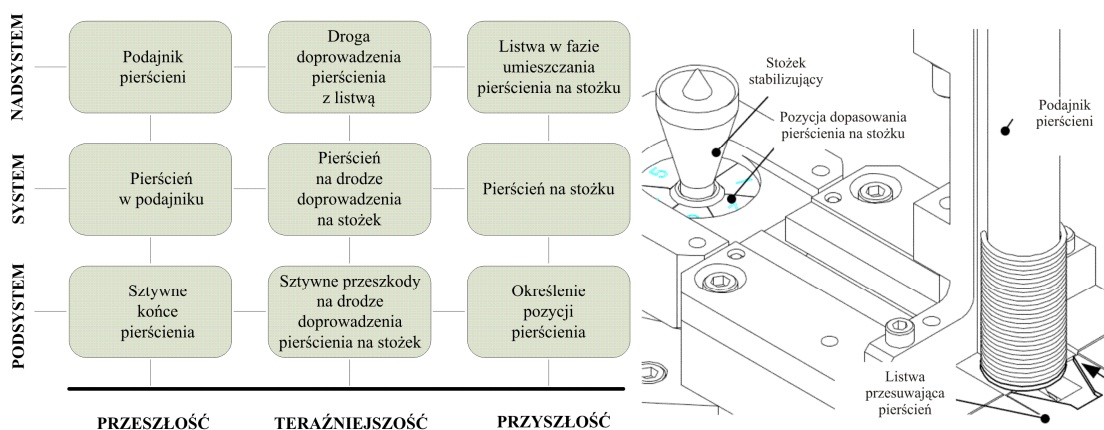 NADSYSTEM
Podajnik
pierścieni
Droga
doprowadzenia
pierścienia
z listwą
Listwa w fazie
umieszczania
pierścienia na stożku
SYSTEM
Pierścień
w podajniku
Pierścień
na drodze
doprowadzenia
na stożek
Pierścień na stożku
PODSYSTEM
Sztywne
końce
pierścienia
Sztywne przeszkody
na drodze
doprowadzenia
pierścienia na stożek
Określenie
pozycji
pierścienia
PRZESZŁOŚĆ
TERAŹNIEJSZOŚĆ
PRZYSZŁOŚĆ
Stożek
stabilizujący
Pozycja dopasowania
pierścienia na stożku
Podajnik
pierścieni
5
1
Listwa
przesuwająca
pierścień